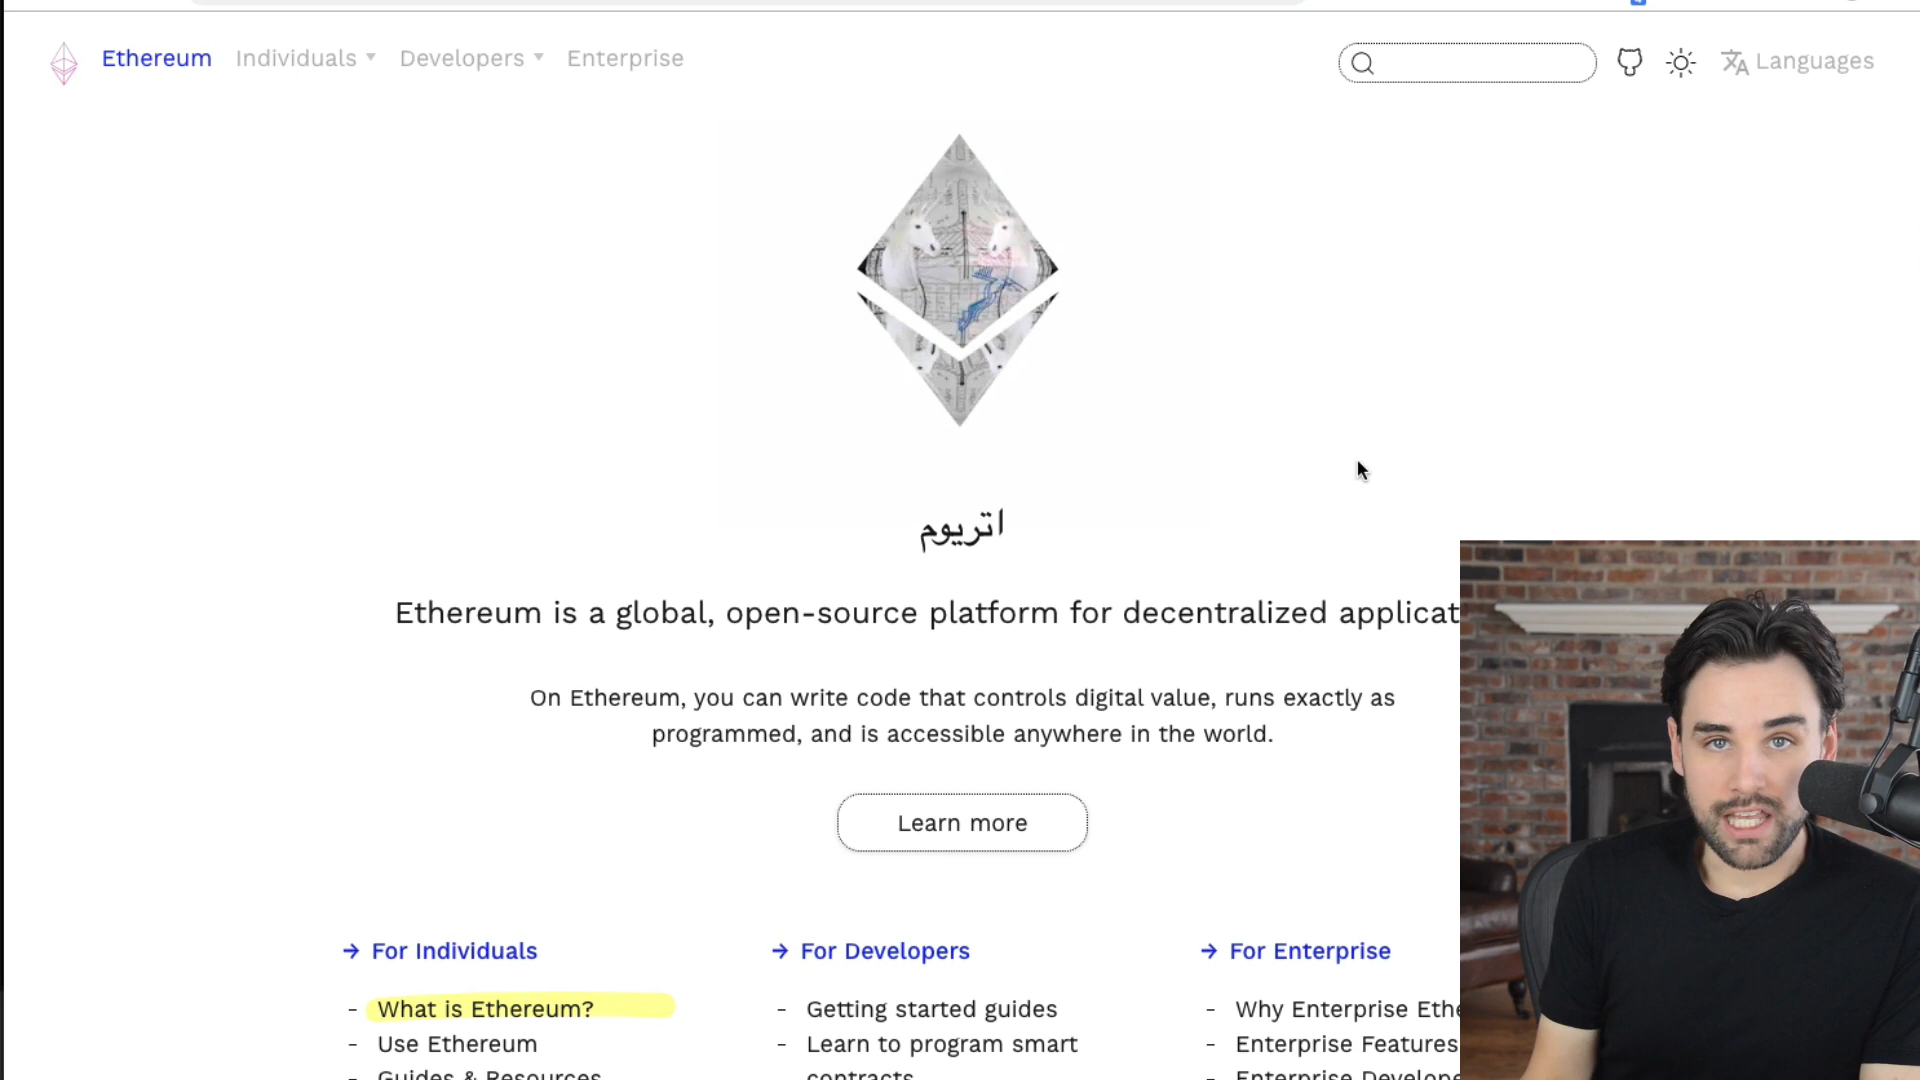 Ethereum Individuals Developers Enterprise Languages
اتريوم
Ethereum is a global, open-source platform for decentralized applicat
On Ethereum, you can write code that controls digital value, runs exactly as
programmed, and is accessible anywhere in the world.
Learn more
→ For Individuals
- What is Ethereum?
- Use Ethereum
- Guides & Resources
→ For Developers
- Getting started guides
- Learn to program smart
contracts
→ For Enterprise
- Why Enterprise Ethe
- Enterprise Features
- Enterprise Develope